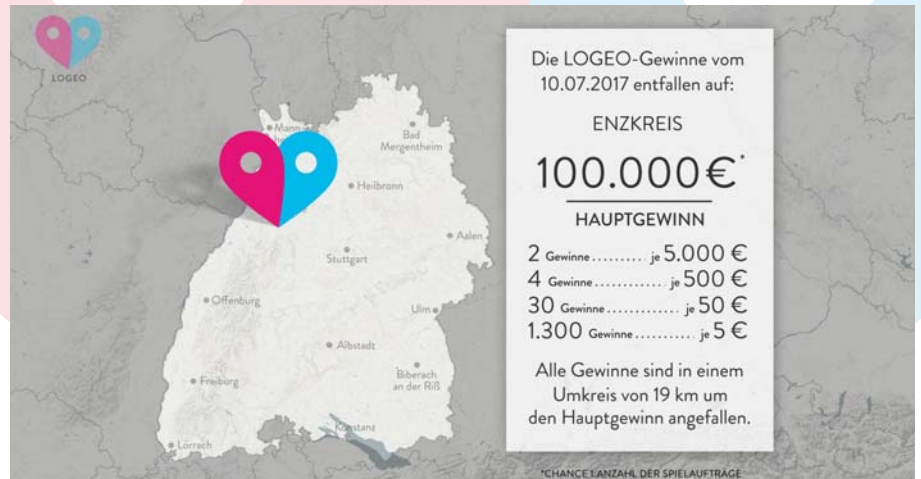 LOGEO
Mann
Bad
Mergentheim
Heilbronn
Aalen
Stuttgart
Offenburg
Ulm
Albstadt
Biberach
an der Riß
Freiburg
Konstanz
Lörrach
Die LOGEO-Gewinne vom
10.07.2017 entfallen auf:
ENZKREIS
100.000€*
HAUPTGEWINN
2 Gewinne.......... je 5.000 €
4 Gewinne............. je 500 €
30 Gewinne.............. je 50 €
1.300 Gewinne............. je 5 €
Alle Gewinne sind in einem
Umkreis von 19 km um
den Hauptgewinn angefallen.
*CHANCE 1:ANZAHL DER SPIELAUFTRÄGE